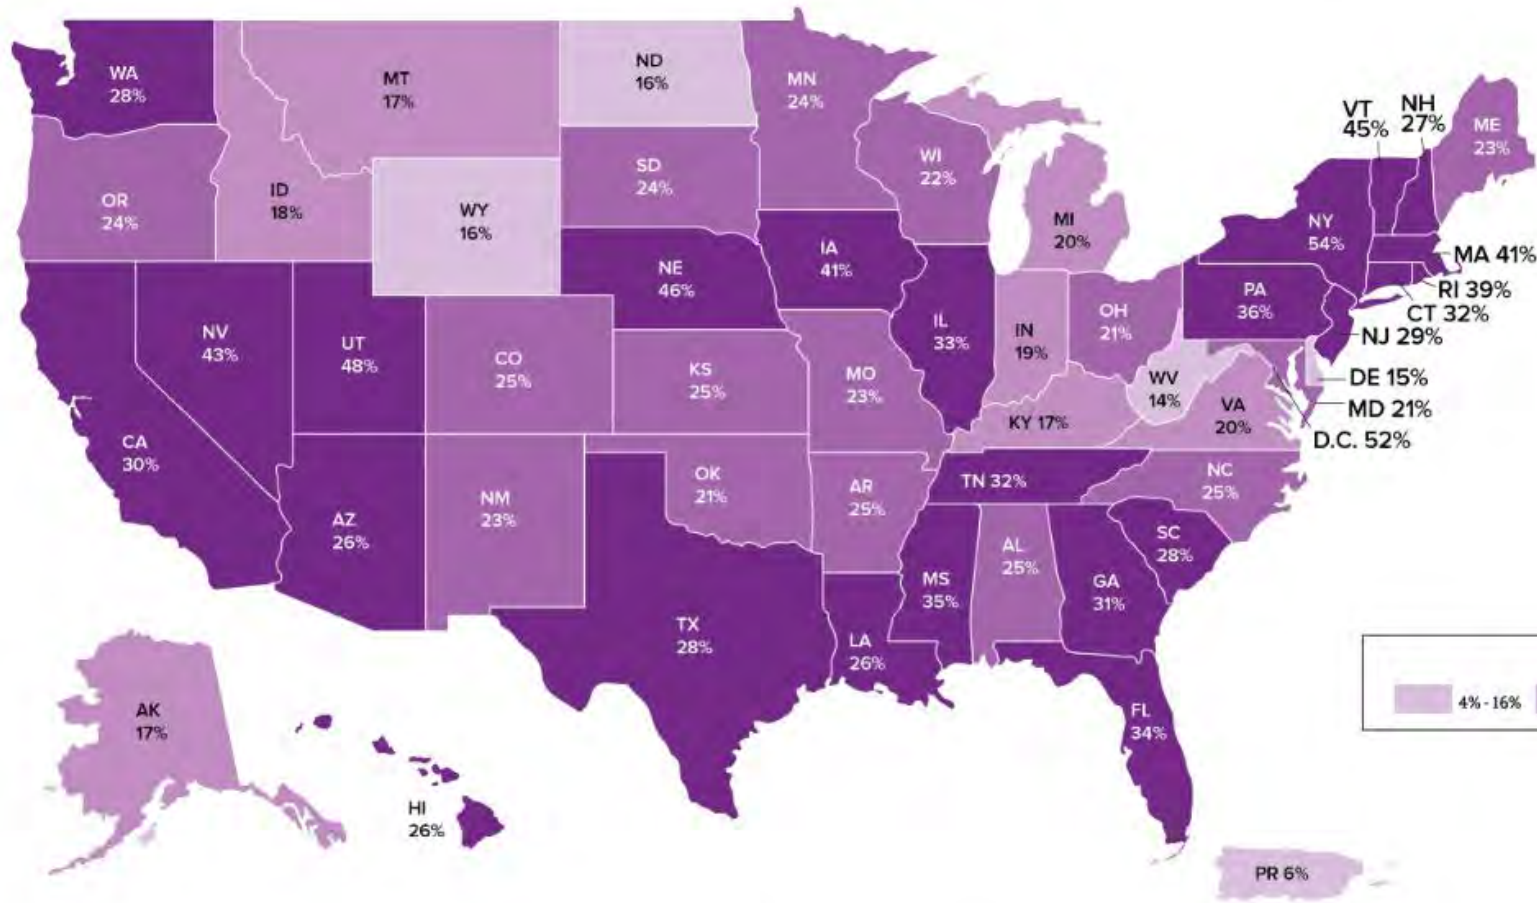 WA
28%
MT
17%
ND
16%
MN
24%
VT
45%
NH
27%
ME
23%
OR
24%
ID
18%
WY
16%
SD
24%
WI
22%
MI
20%
NY
54%
MA 41%
RI 39%
CT 32%
NJ 29%
DE 15%
MD 21%
D.C. 52%
NV
43%
UT
48%
CO
25%
NE
46%
IA
41%
IL
33%
IN
19%
OH
21%
PA
36%
WV
14%
VA
20%
KY 17%
CA
30%
KS
25%
MO
23%
TN 32%
NC
25%
AZ
26%
NM
23%
OK
21%
AR
25%
SC
28%
MS
35%
AL
25%
GA
31%
TX
28%
LA
26%
FL
34%
AK
17%
HI
26%
PR 6%
4% - 16%